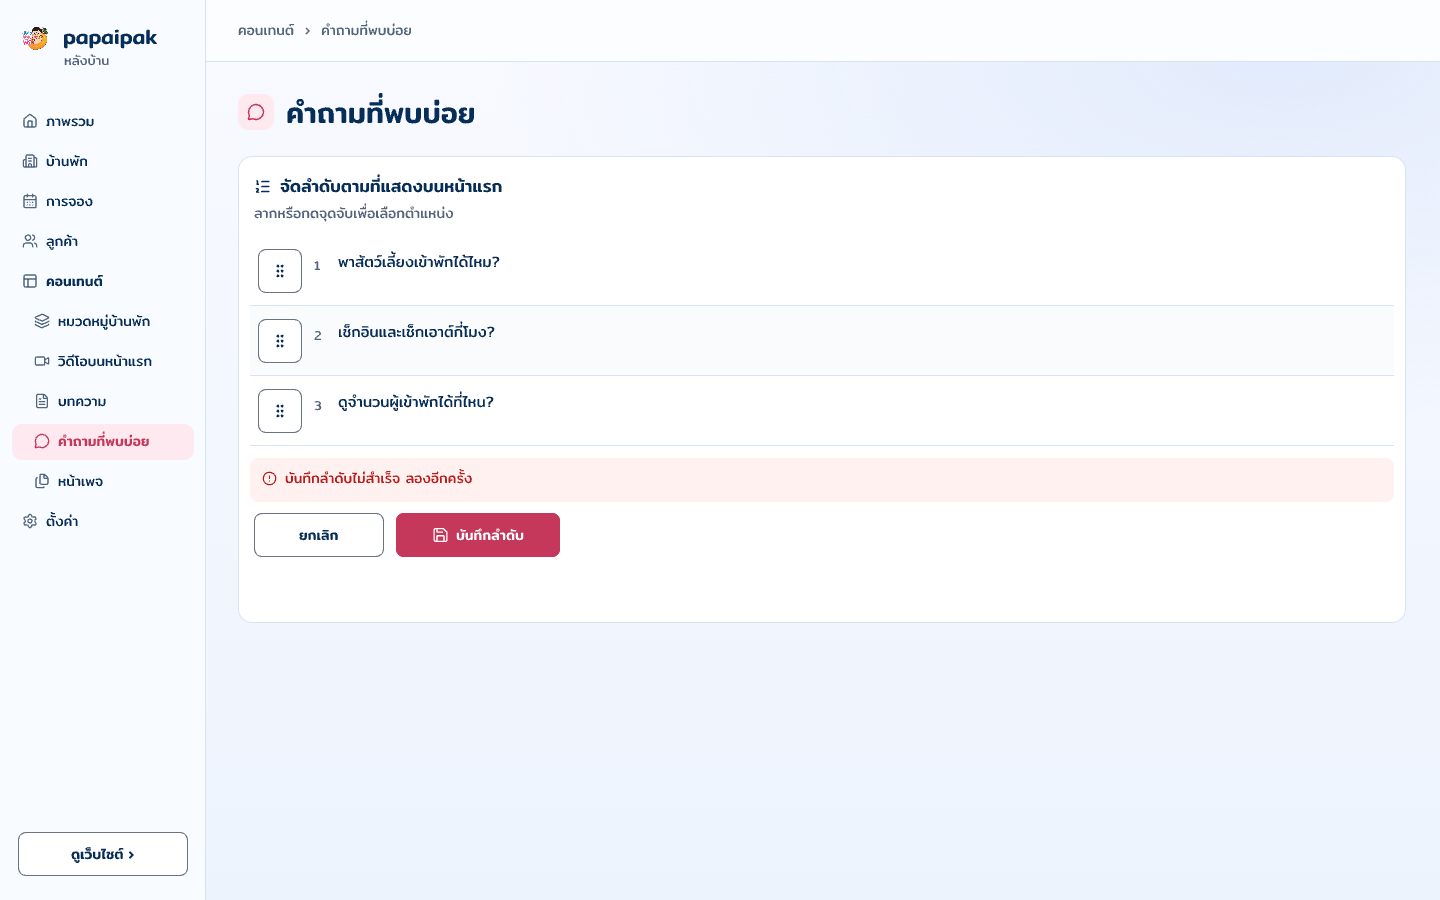 papaipak
หลังบ้าน
ภาพรวม
บ้านพัก
การจอง
ลูกค้า
คอนเทนต์
หมวดหมู่บ้านพัก
วิดีโอบนหน้าแรก
บทความ
คำถามที่พบบ่อย
หน้าเพจ
ตั้งค่า
ดูเว็บไซต์ ›
คอนเทนต์ › คำถามที่พบบ่อย
คำถามที่พบบ่อย
จัดลำดับตามที่แสดงบนหน้าแรก
ลากหรือกดจุดจับเพื่อเลือกตำแหน่ง
1 พาสัตว์เลี้ยงเข้าพักได้ไหม?
2 เช็กอินและเช็กเอาต์กี่โมง?
3 ดูจำนวนผู้เข้าพักได้ที่ไหน?
บันทึกลำดับไม่สำเร็จ ลองอีกครั้ง
ยกเลิก บันทึกลำดับ